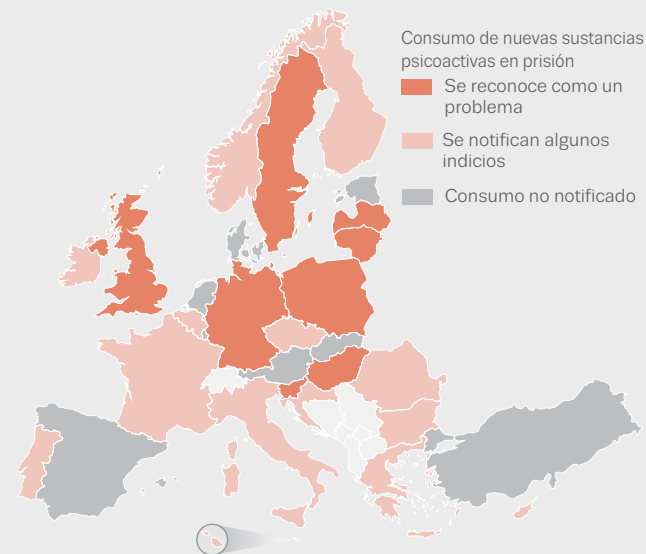 Consumo de nuevas sustancias
psicoactivas en prisión
Se reconoce como un
problema
Se notifican algunos
indicios
Consumo no notificado